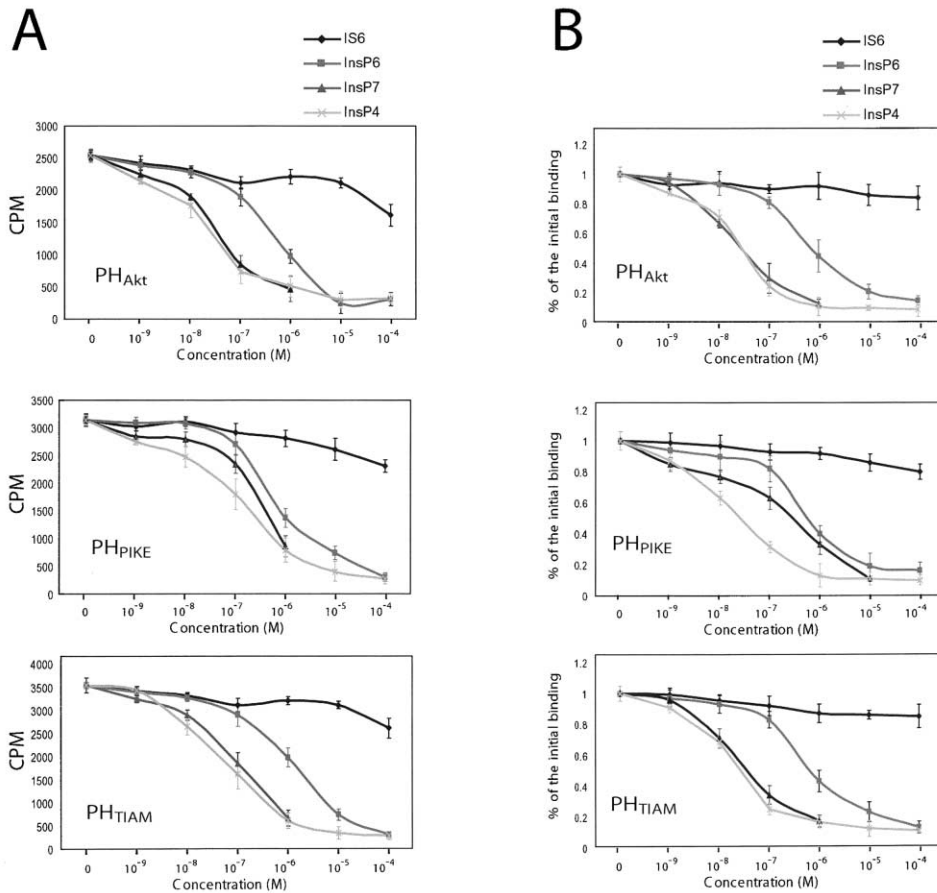 A
IS6
InsP6
InsP7
InsP4
3000
2500
2000
1500
1000
500
0
CPM
PHAkt
0 10⁻⁹ 10⁻⁸ 10⁻⁷ 10⁻⁶ 10⁻⁵ 10⁻⁴
Concentration (M)
3500
3000
2500
2000
1500
1000
500
0
CPM
PHPIKE
0 10⁻⁹ 10⁻⁸ 10⁻⁷ 10⁻⁶ 10⁻⁵ 10⁻⁴
Concentration (M)
4000
3500
3000
2500
2000
1500
1000
500
0
CPM
PHTIAM
0 10⁻⁹ 10⁻⁸ 10⁻⁷ 10⁻⁶ 10⁻⁵ 10⁻⁴
Concentration (M)
B
IS6
InsP6
InsP7
InsP4
1.2
1
0.8
0.6
0.4
0.2
0
% of the initial binding
PHAkt
0 10⁻⁹ 10⁻⁸ 10⁻⁷ 10⁻⁶ 10⁻⁵ 10⁻⁴
Concentration (M)
1.2
1
0.8
0.6
0.4
0.2
0
% of the initial binding
PHPIKE
0 10⁻⁹ 10⁻⁸ 10⁻⁷ 10⁻⁶ 10⁻⁵ 10⁻⁴
Concentration (M)
1.2
1
0.8
0.6
0.4
0.2
0
% of the initial binding
PHTIAM
0 10⁻⁹ 10⁻⁸ 10⁻⁷ 10⁻⁶ 10⁻⁵ 10⁻⁴
Concentration (M)